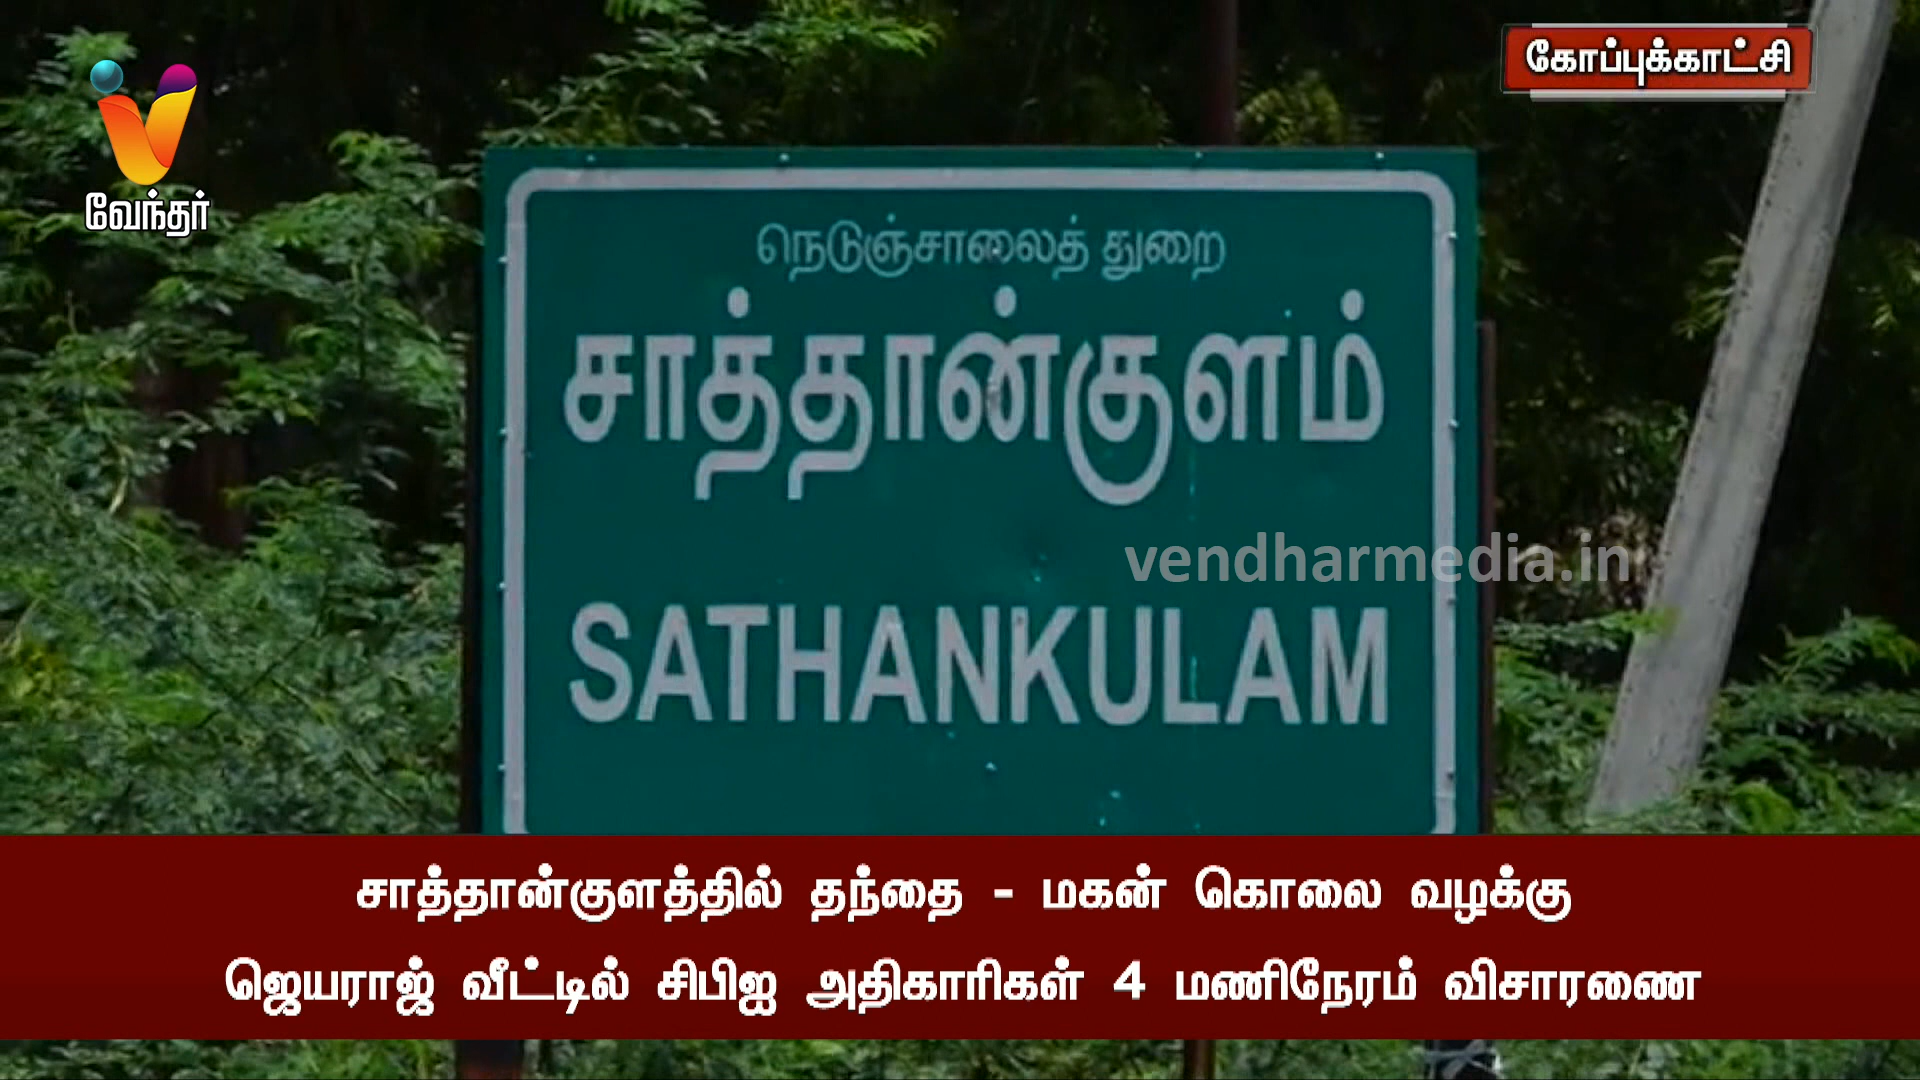 கோப்புக்காட்சி
வேந்தர்
நெடுஞ்சாலைத் துறை
சாத்தான்குளம்
vendharmedia.in
SATHANKULAM
சாத்தான்குளத்தில் தந்தை - மகன் கொலை வழக்கு
ஜெயராஜ் வீட்டில் சிபிஐ அதிகாரிகள் 4 மணிநேரம் விசாரணை